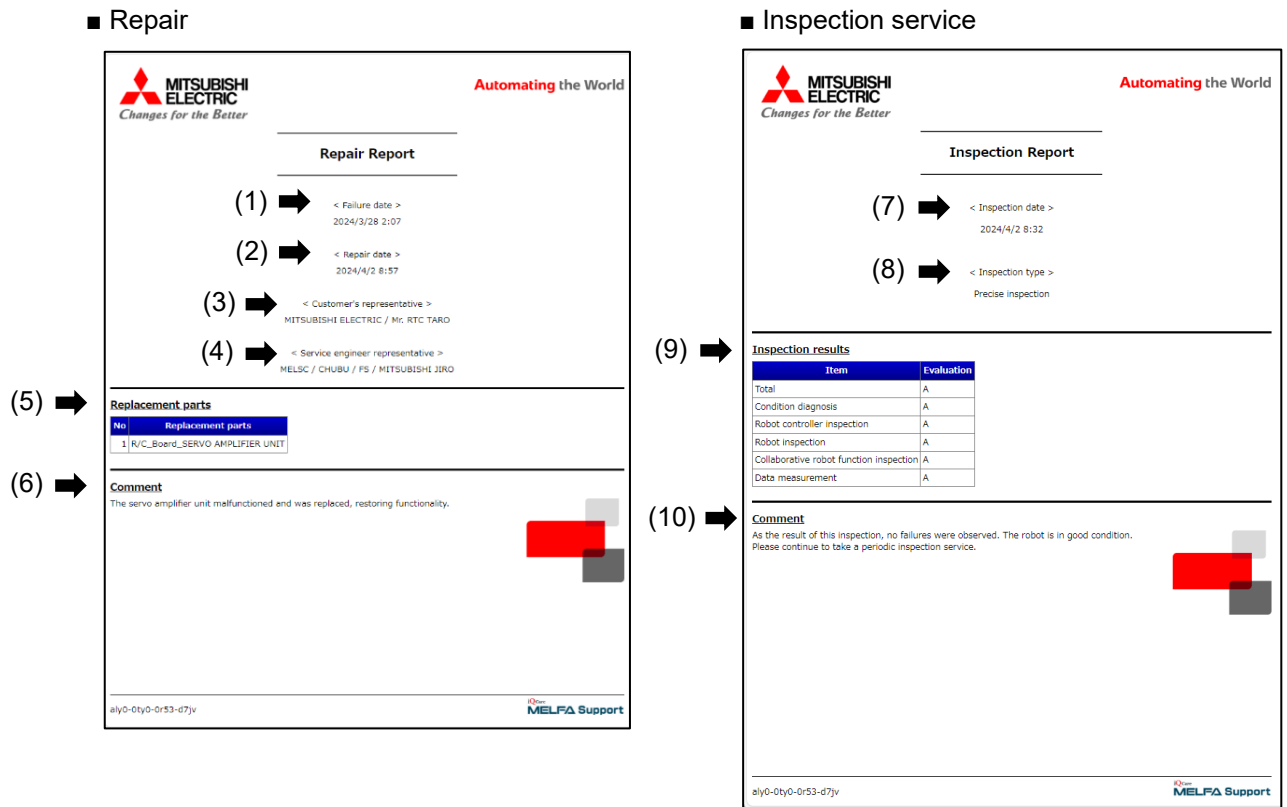 ■ Repair
MITSUBISHI
ELECTRIC
Changes for the Better
Automating the World
Repair Report
(1)
< Failure date >
2024/3/28 2:07
(2)
< Repair date >
2024/4/2 8:57
(3)
< Customer's representative >
MITSUBISHI ELECTRIC / Mr. RTC TARO
(4)
< Service engineer representative >
MELSC / CHUBU / FS / MITSUBISHI JIRO
(5)
Replacement parts
No Replacement parts
1 R/C_Board_SERVO AMPLIFIER UNIT
(6)
Comment
The servo amplifier unit malfunctioned and was replaced, restoring functionality.
aly0-0ty0-0r53-d7jv
iQ Care
MELFA Support
■ Inspection service
MITSUBISHI
ELECTRIC
Changes for the Better
Automating the World
Inspection Report
(7)
< Inspection date >
2024/4/2 8:32
(8)
< Inspection type >
Precise inspection
(9)
Inspection results
Item Evaluation
Total A
Condition diagnosis A
Robot controller inspection A
Robot inspection A
Collaborative robot function inspection A
Data measurement A
(10)
Comment
As the result of this inspection, no failures were observed. The robot is in good condition.
Please continue to take a periodic inspection service.
aly0-0ty0-0r53-d7jv
iQ Care
MELFA Support